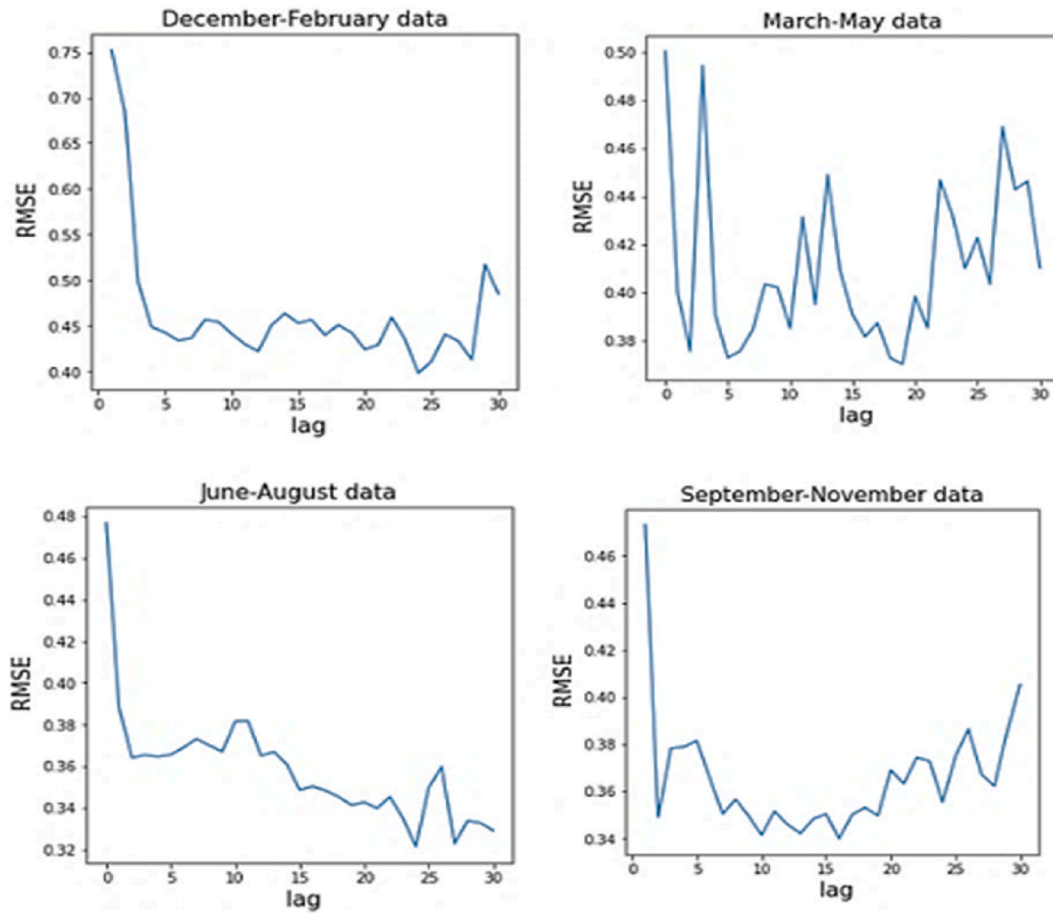 December-February data
0.75
0.70
0.65
0.60
0.55
0.50
0.45
0.40
RMSE
0 5 10 15 20 25 30
lag
March-May data
0.50
0.48
0.46
0.44
0.42
0.40
0.38
RMSE
0 5 10 15 20 25 30
lag
June-August data
0.48
0.46
0.44
0.42
0.40
0.38
0.36
0.34
0.32
RMSE
0 5 10 15 20 25 30
lag
September-November data
0.46
0.44
0.42
0.40
0.38
0.36
0.34
RMSE
0 5 10 15 20 25 30
lag